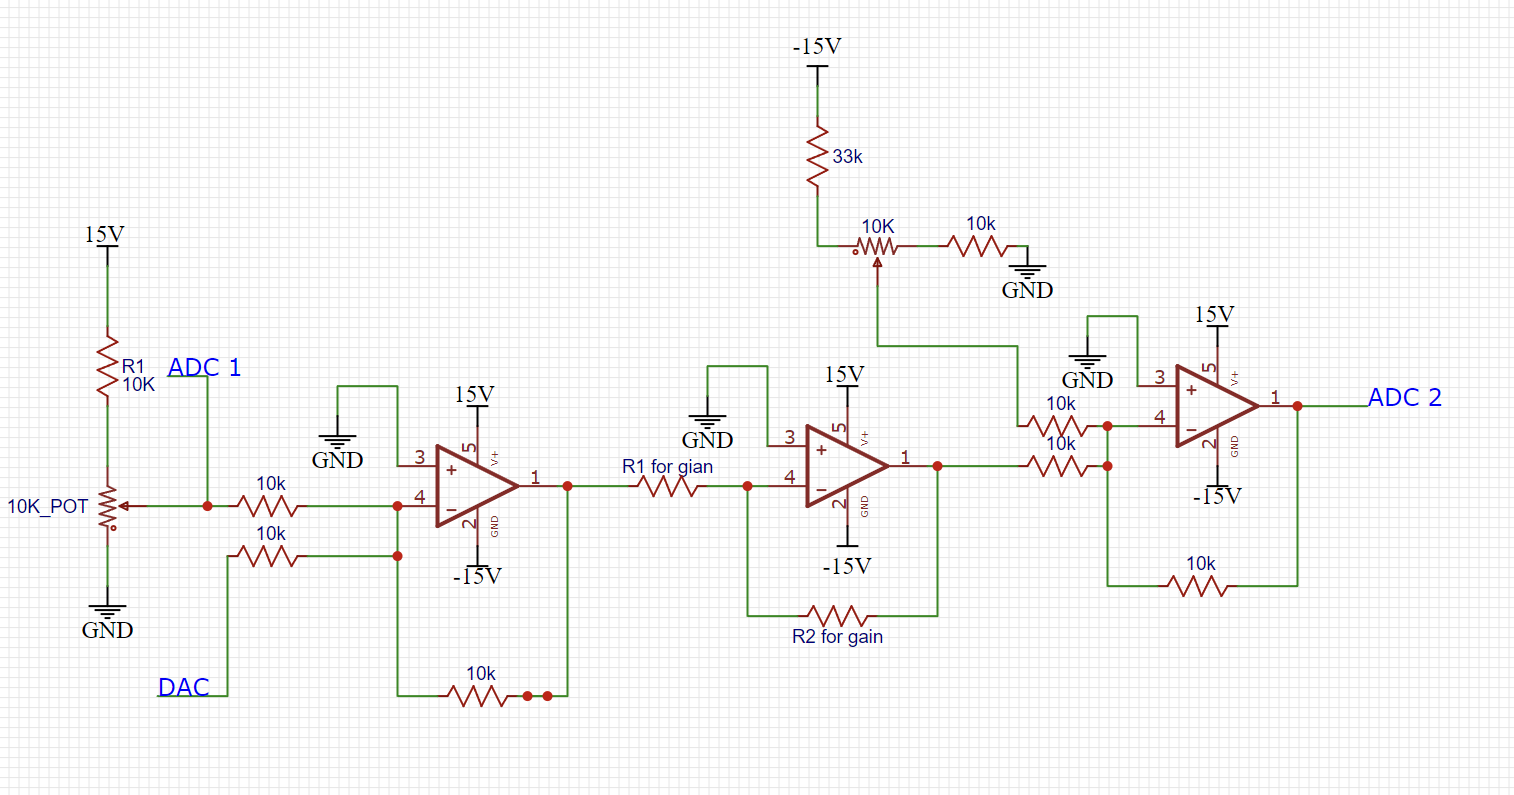 -15V
33k
10K
10k
GND
15V
R1
10K
ADC 1
10K_POT
GND
10k
10k
DAC
GND
15V
3
4
5
V+
1
2
GND
-15V
10k
R1 for gian
GND
15V
3
4
5
V+
1
2
GND
-15V
R2 for gain
10k
10k
GND
15V
3
4
5
V+
1
2
GND
-15V
ADC 2
10k